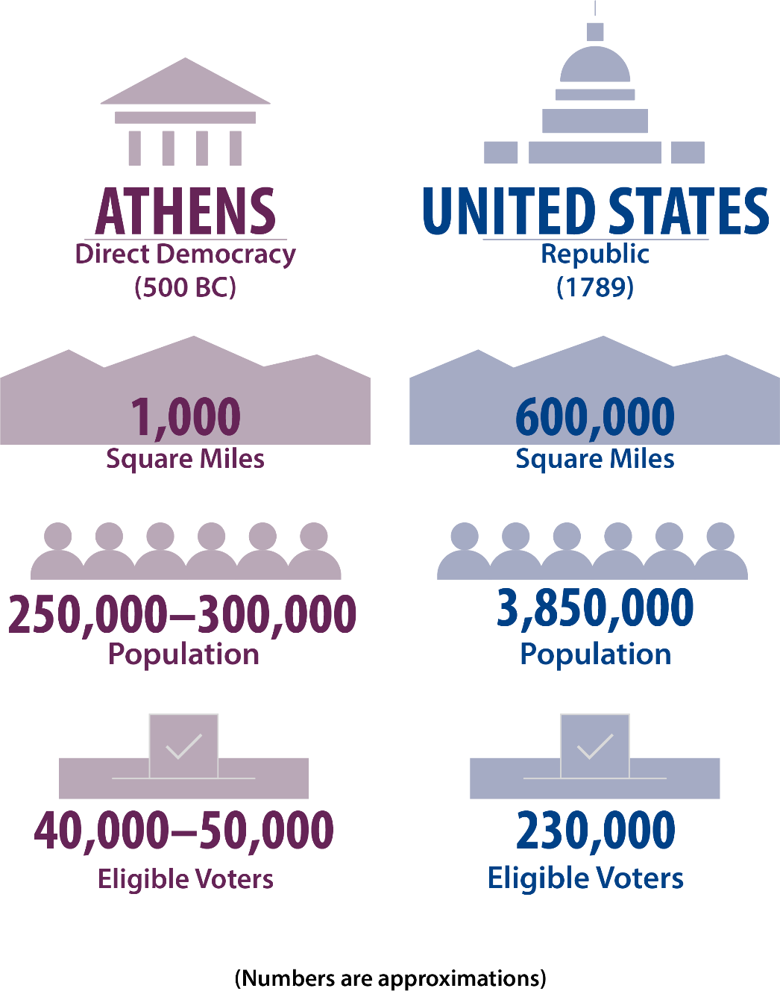 ATHENS
Direct Democracy
(500 BC)
1,000
Square Miles
250,000–300,000
Population
40,000–50,000
Eligible Voters
UNITED STATES
Republic
(1789)
600,000
Square Miles
3,850,000
Population
230,000
Eligible Voters
(Numbers are approximations)